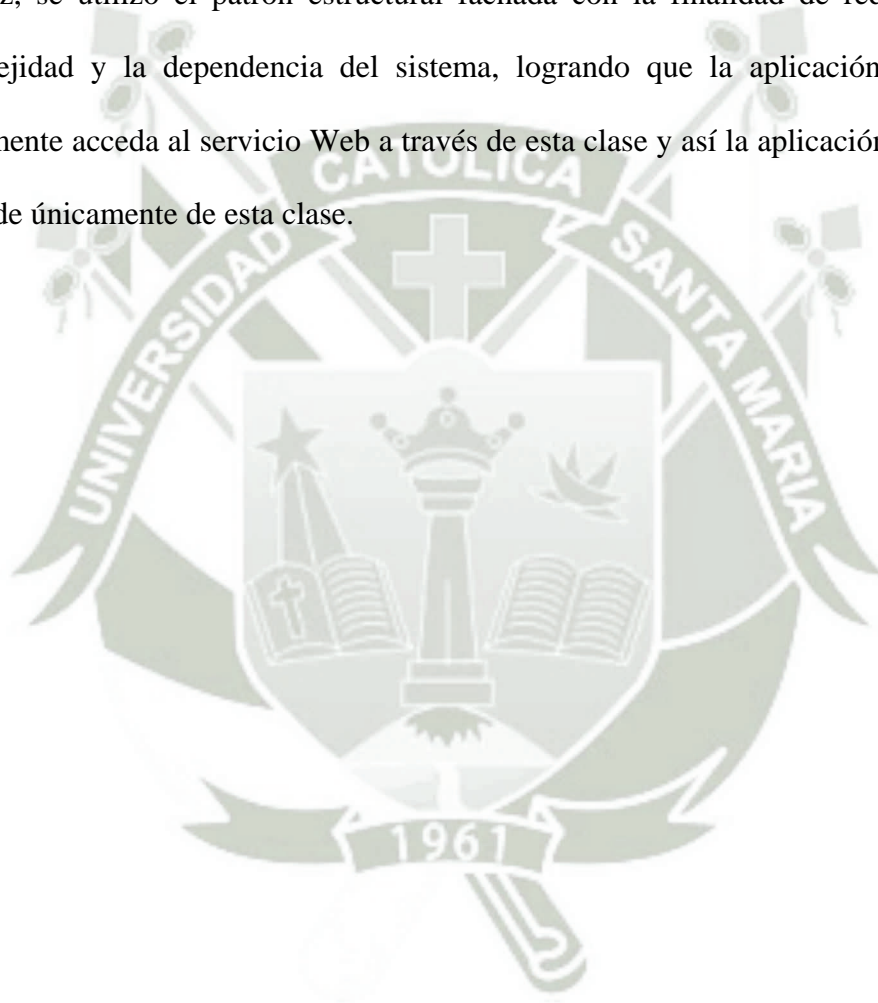 z, se utilizó el patrón estructural fachada con la finalidad de red
ejidad y la dependencia del sistema, logrando que la aplicación
mente acceda al servicio Web a través de esta clase y así la aplicación
de únicamente de esta clase.
UNIVERSIDAD CATOLICA SANTA MARIA
1961